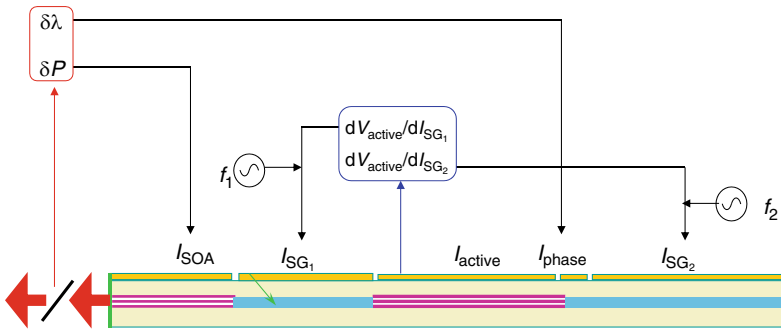 δλ
δP
dV_active/dI_SG₁
dV_active/dI_SG₂
f₁
f₂
I_SOA
I_SG₁
I_active
I_phase
I_SG₂